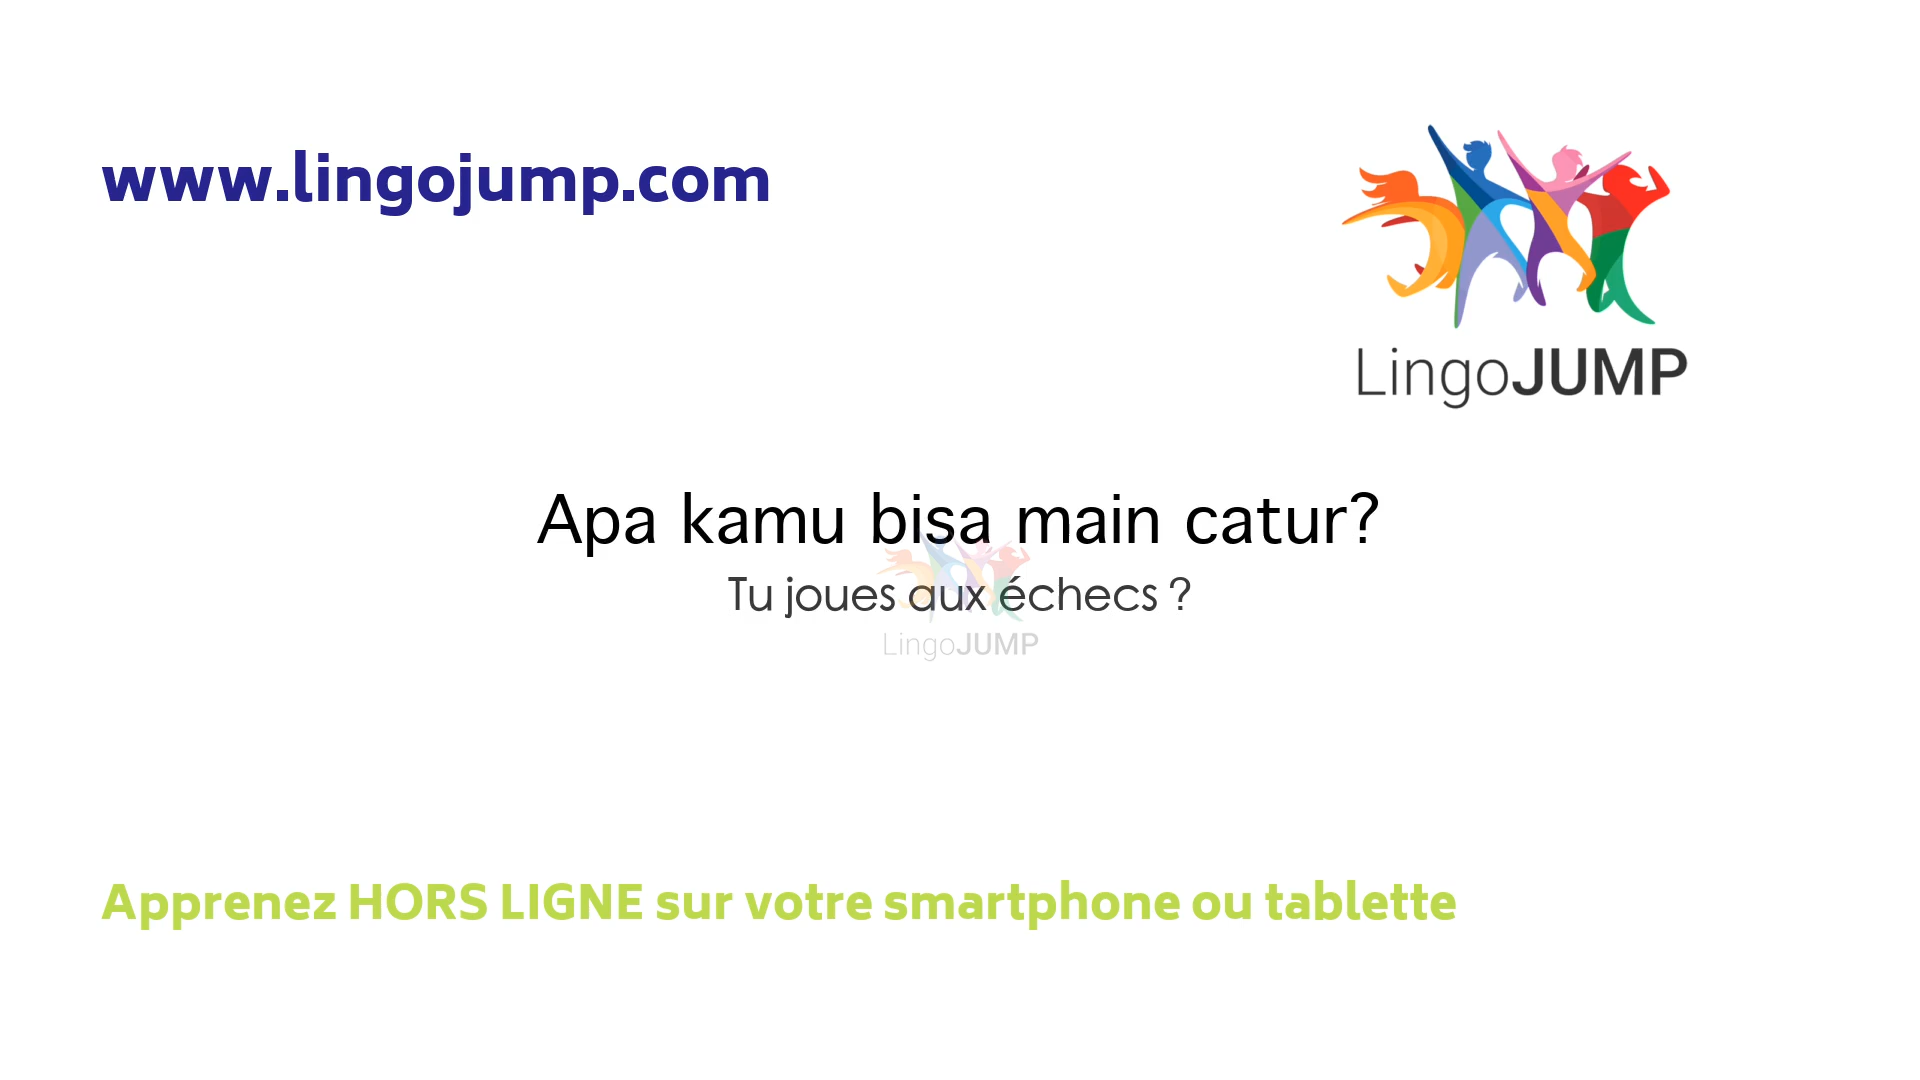 www.lingojump.com
LingoJUMP
Apa kamu bisa main catur?
Tu joues aux échecs ?
LingoJUMP
Apprenez HORS LIGNE sur votre smartphone ou tablette